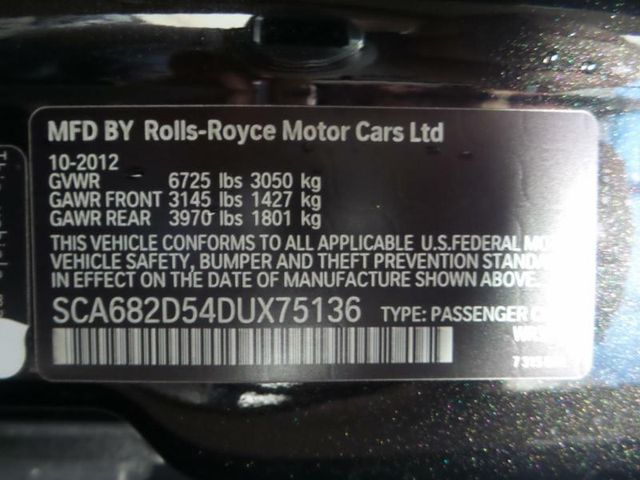 MFD BY Rolls-Royce Motor Cars Ltd
10-2012
GVWR 6725 lbs 3050 kg
GAWR FRONT 3145 lbs 1427 kg
GAWR REAR 3970 lbs 1801 kg
THIS VEHICLE CONFORMS TO ALL APPLICABLE U.S.FEDERAL
VEHICLE SAFETY, BUMPER AND THEFT PREVENTION STANDA
IN EFFECT ON THE DATE OF MANUFACTURE SHOWN ABOVE.
SCA682D54DUX75136 TYPE: PASSENGER